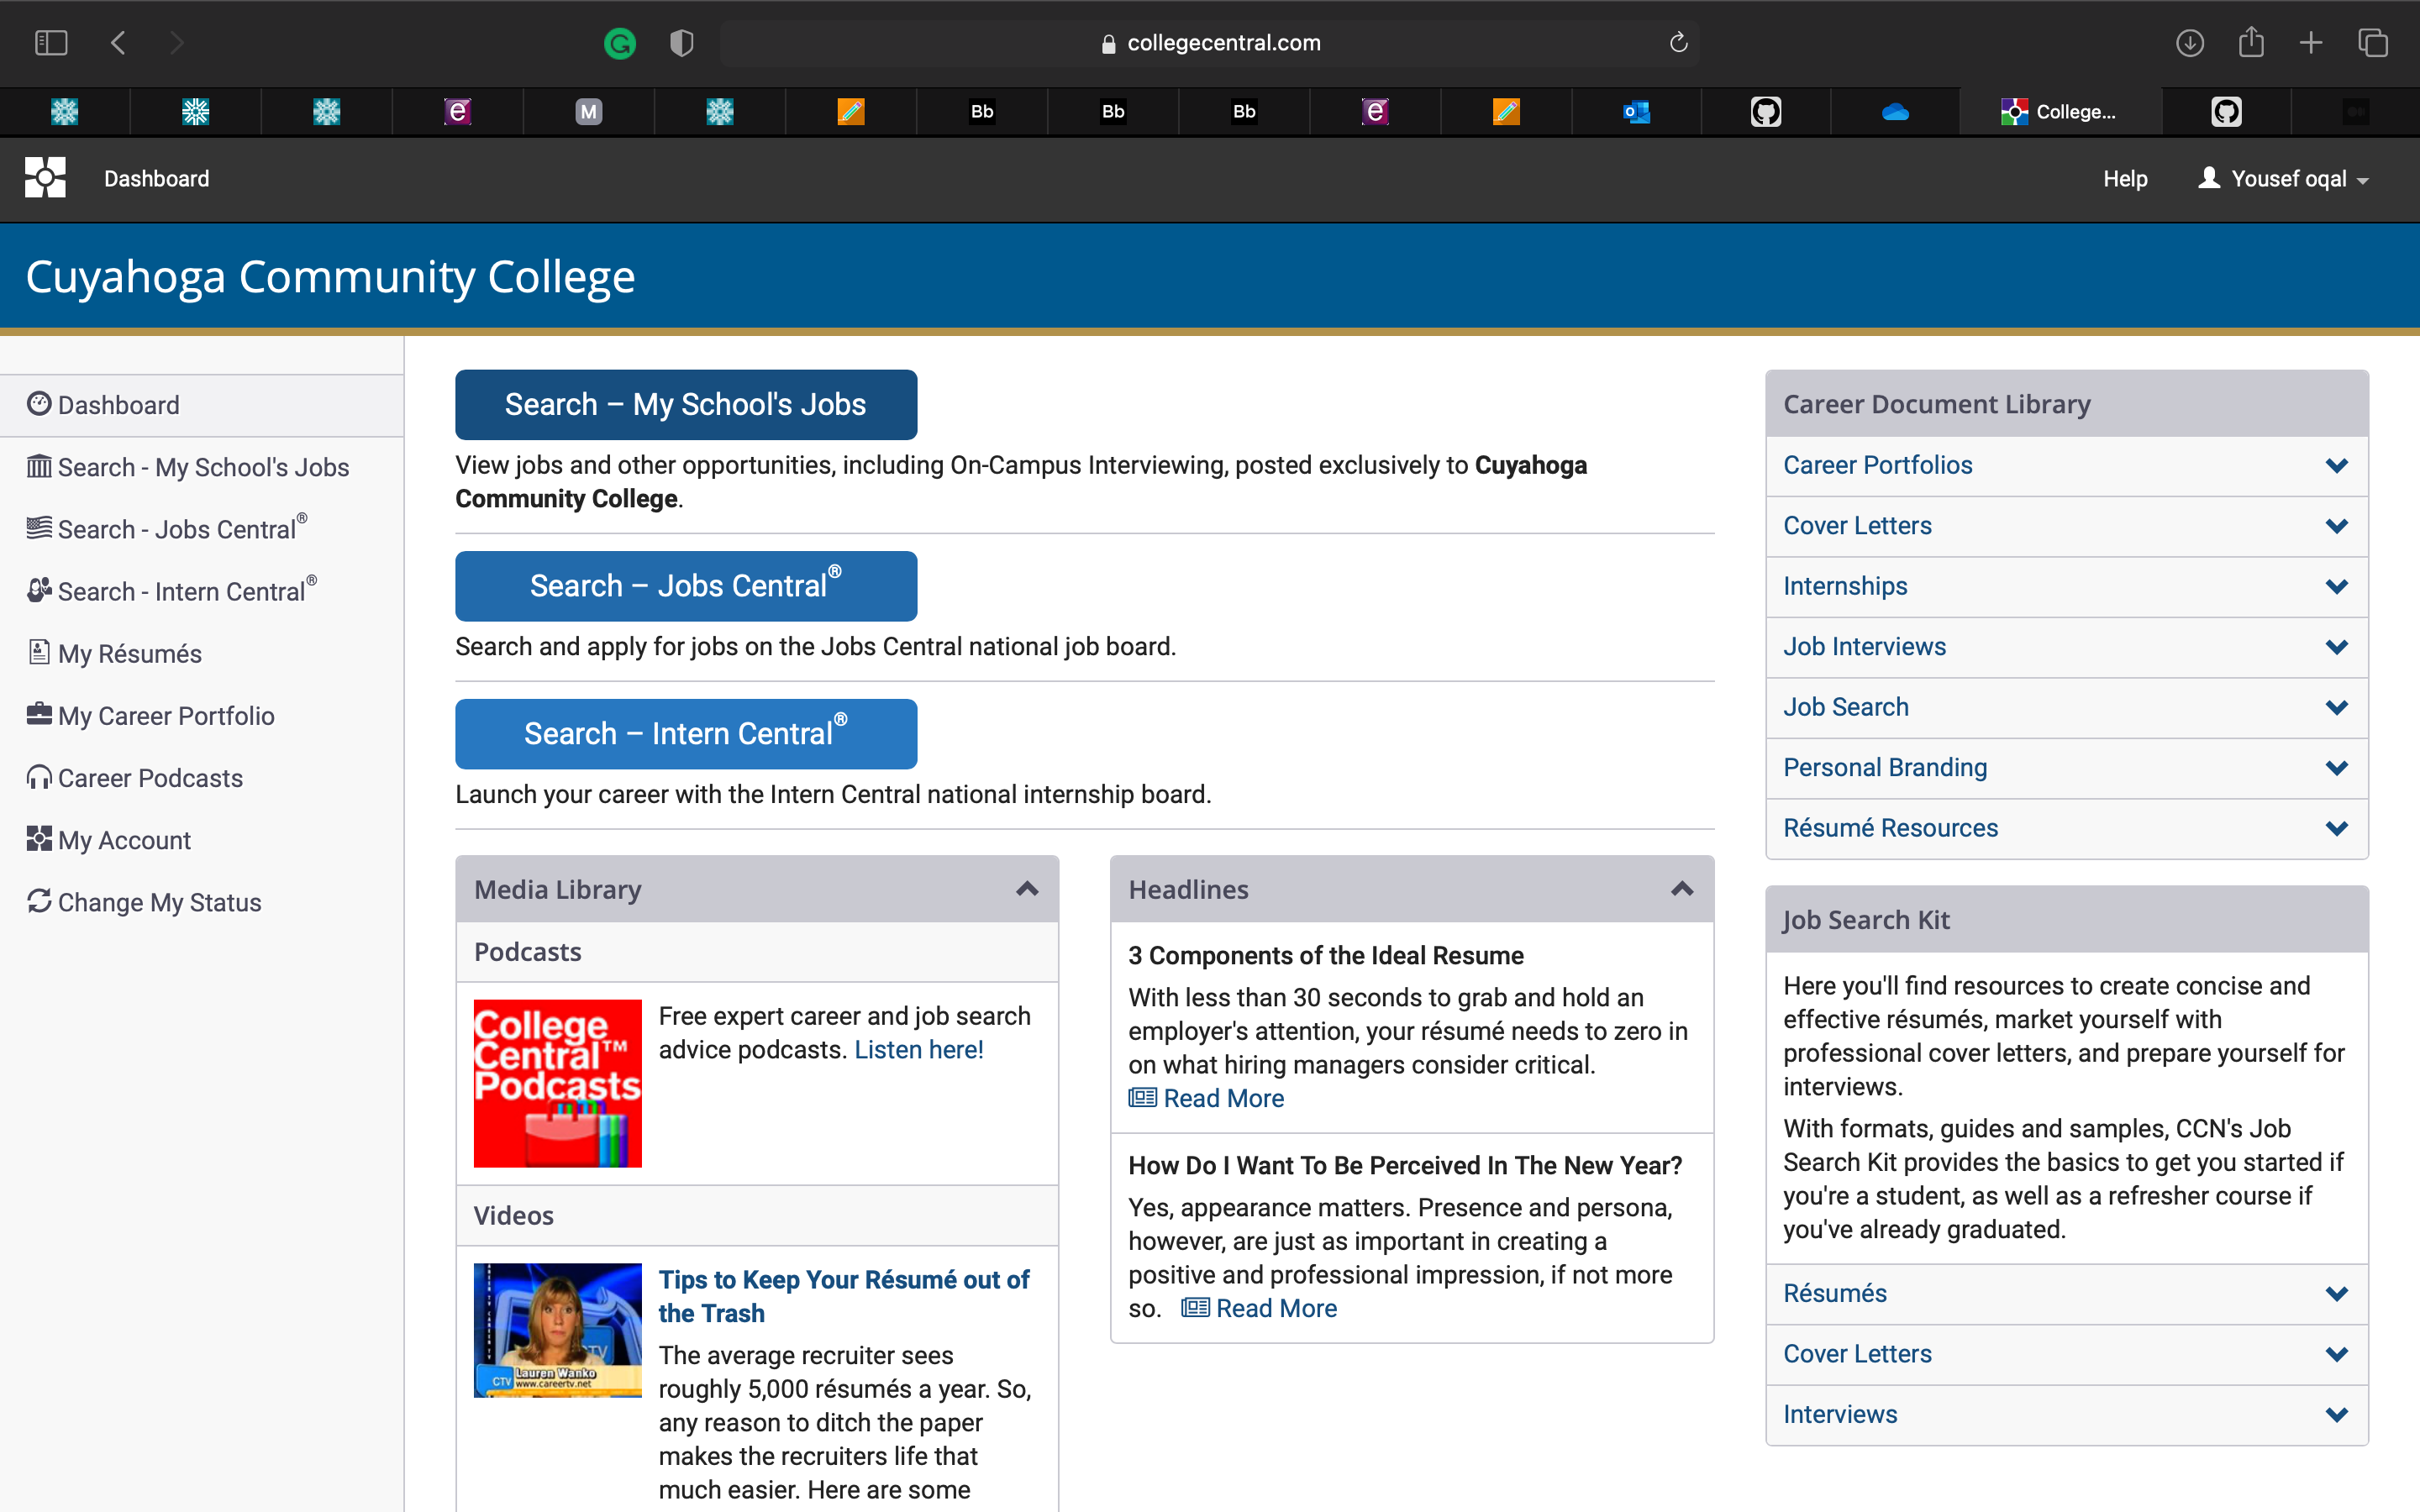 collegecentral.com
M
Bb
Bb
Bb
College...
Dashboard
Help
Yousef oqal
Cuyahoga Community College
Dashboard
Search - My School's Jobs
Search - Jobs Central®
Search - Intern Central®
My Résumés
My Career Portfolio
Career Podcasts
My Account
Change My Status
Search – My School's Jobs
View jobs and other opportunities, including On-Campus Interviewing, posted exclusively to Cuyahoga
Community College.
Search – Jobs Central®
Search and apply for jobs on the Jobs Central national job board.
Search – Intern Central®
Launch your career with the Intern Central national internship board.
Media Library
Podcasts
College
Central™
Podcasts
Free expert career and job search
advice podcasts. Listen here!
Videos
CTV
Lauren Wanko
www.careertv.net
Tips to Keep Your Résumé out of
the Trash
The average recruiter sees
roughly 5,000 résumés a year. So,
any reason to ditch the paper
makes the recruiters life that
much easier. Here are some
Headlines
3 Components of the Ideal Resume
With less than 30 seconds to grab and hold an
employer's attention, your résumé needs to zero in
on what hiring managers consider critical.
Read More
How Do I Want To Be Perceived In The New Year?
Yes, appearance matters. Presence and persona,
however, are just as important in creating a
positive and professional impression, if not more
so. Read More
Career Document Library
Career Portfolios
Cover Letters
Internships
Job Interviews
Job Search
Personal Branding
Résumé Resources
Job Search Kit
Here you'll find resources to create concise and
effective résumés, market yourself with
professional cover letters, and prepare yourself for
interviews.
With formats, guides and samples, CCN's Job
Search Kit provides the basics to get you started if
you're a student, as well as a refresher course if
you've already graduated.
Résumés
Cover Letters
Interviews